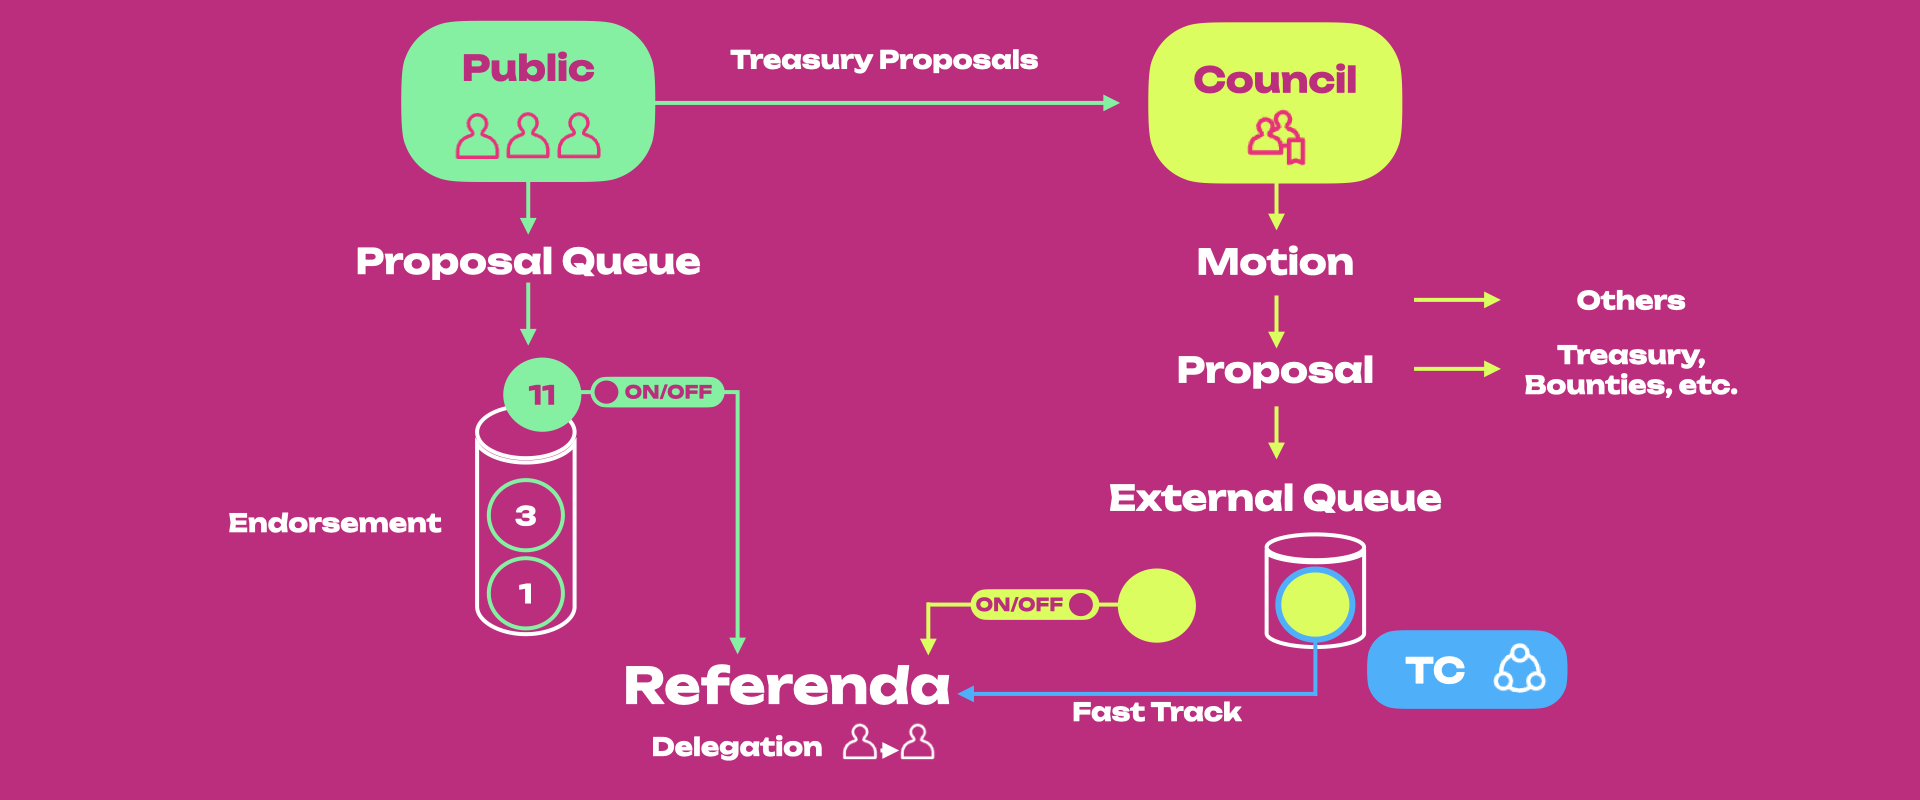 Public
Treasury Proposals
Council
Proposal Queue
Motion
Others
Proposal
Treasury,
Bounties, etc.
11
ON/OFF
Endorsement
3
1
External Queue
ON/OFF
TC
Referenda
Fast Track
Delegation